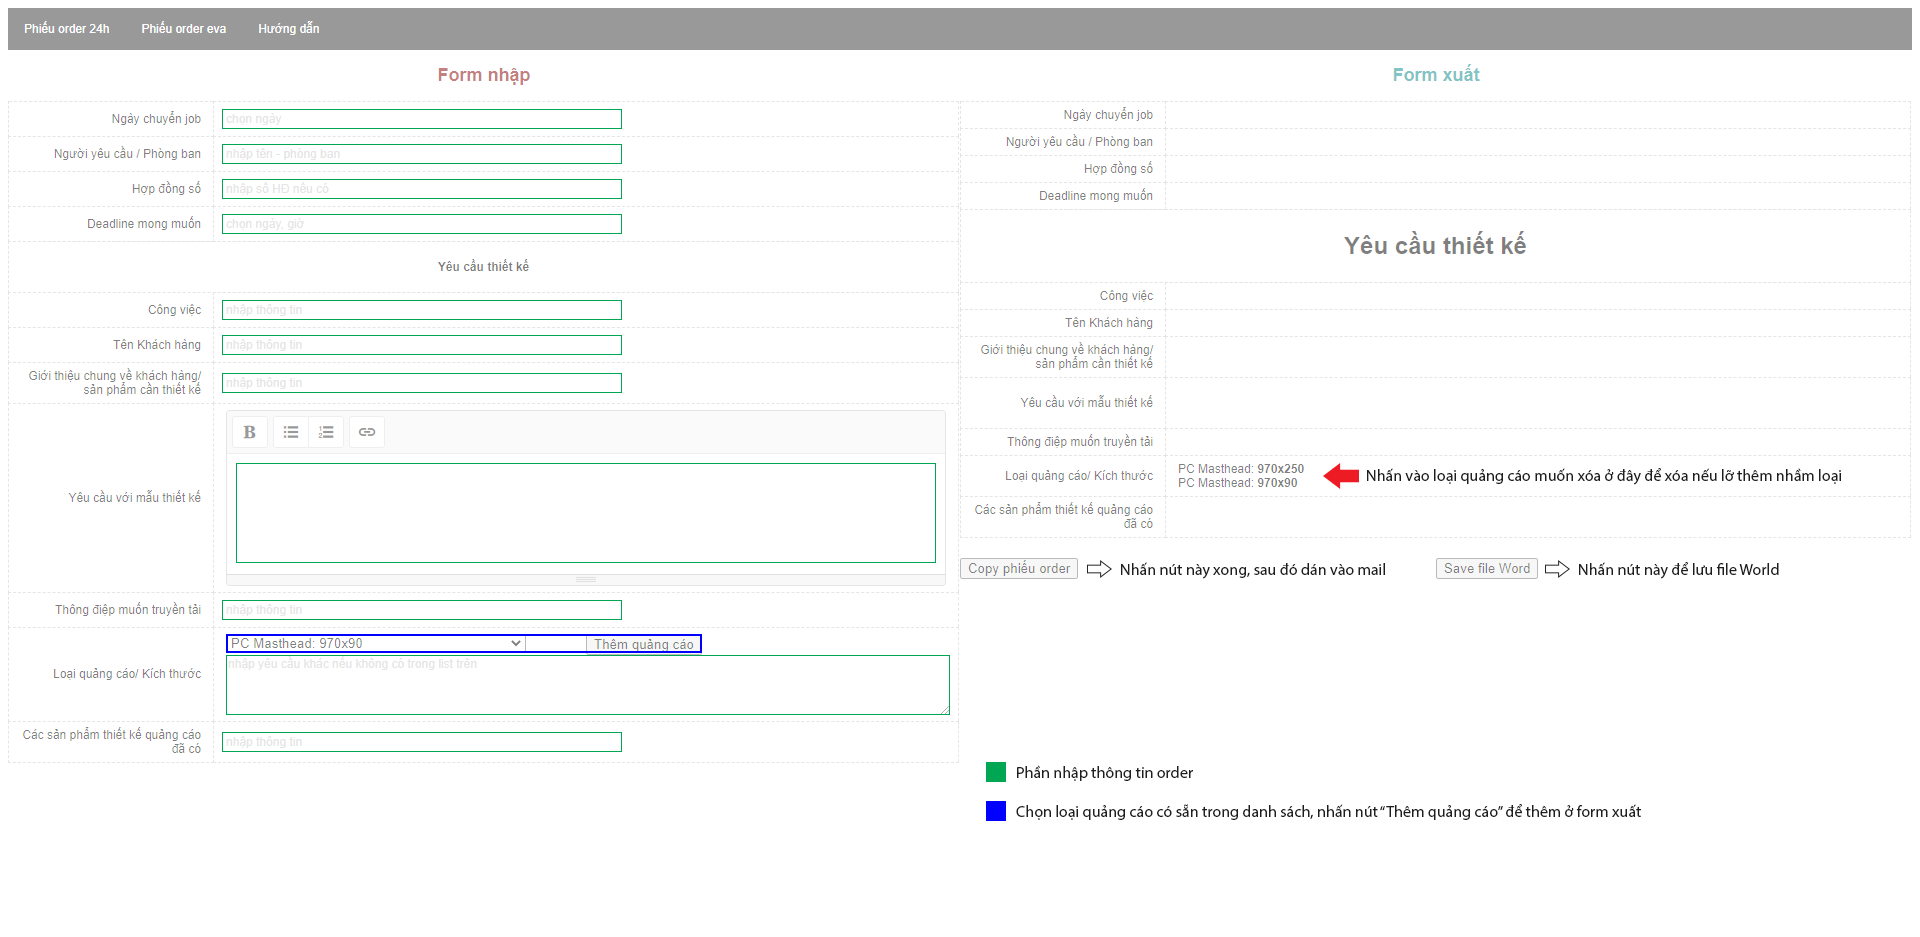 Phiếu order 24h
Phiếu order eva
Hướng dẫn
Form nhập
Ngày chuyển job
chọn ngày
Người yêu cầu / Phòng ban
nhập tên - phòng ban
Hợp đồng số
nhập số HĐ nếu có
Deadline mong muốn
chọn ngày, giờ
Yêu cầu thiết kế
Công việc
nhập thông tin
Tên Khách hàng
nhập thông tin
Giới thiệu chung về khách hàng/
sản phẩm cần thiết kế
nhập thông tin
Yêu cầu với mẫu thiết kế
B
Thông điệp muốn truyền tải
nhập thông tin
Loại quảng cáo/ Kích thước
PC Masthead: 970x90
Thêm quảng cáo
nhập yêu cầu khác nếu không có trong list trên
Các sản phẩm thiết kế quảng cáo
đã có
nhập thông tin
Form xuất
Ngày chuyển job
Người yêu cầu / Phòng ban
Hợp đồng số
Deadline mong muốn
Yêu cầu thiết kế
Công việc
Tên Khách hàng
Giới thiệu chung về khách hàng/
sản phẩm cần thiết kế
Yêu cầu với mẫu thiết kế
Thông điệp muốn truyền tải
Loại quảng cáo/ Kích thước
PC Masthead: 970x250
PC Masthead: 970x90
Nhấn vào loại quảng cáo muốn xóa ở đây để xóa nếu lỡ thêm nhầm loại
Các sản phẩm thiết kế quảng cáo
đã có
Copy phiếu order
Nhấn nút này xong, sau đó dán vào mail
Save file Word
Nhấn nút này để lưu file World
Phần nhập thông tin order
Chọn loại quảng cáo có sẵn trong danh sách, nhấn nút “Thêm quảng cáo” để thêm ở form xuất